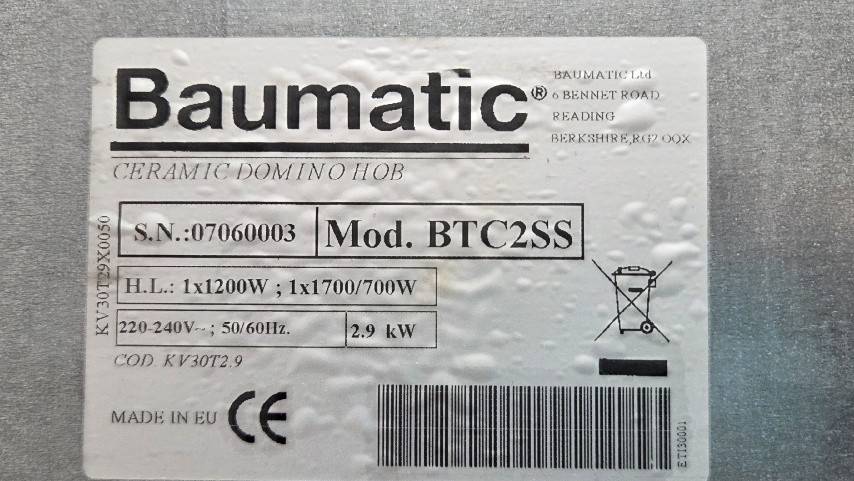 Baumatic®
BAUMATIC Ltd
6 BENNET ROAD
READING
BERKSHIRE,RG2 0QX
CERAMIC DOMINO HOB
S.N.:07060003 Mod. BTC2SS
H.L.: 1x1200W ; 1x1700/700W
220-240V~ ; 50/60Hz. 2.9 kW
COD. KV30T2.9
MADE IN EU CE
KV30T29X0050
ET130001